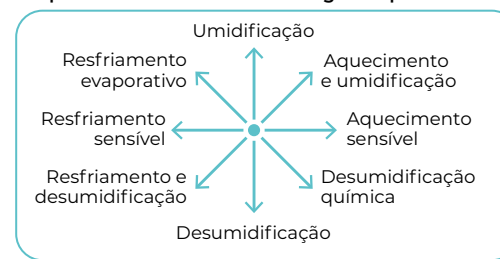 Umidificação
Resfriamento
evaporativo
Aquecimento
e umidificação
Resfriamento
sensível
Aquecimento
sensível
Resfriamento e
desumidificação
Desumidificação
química
Desumidificação